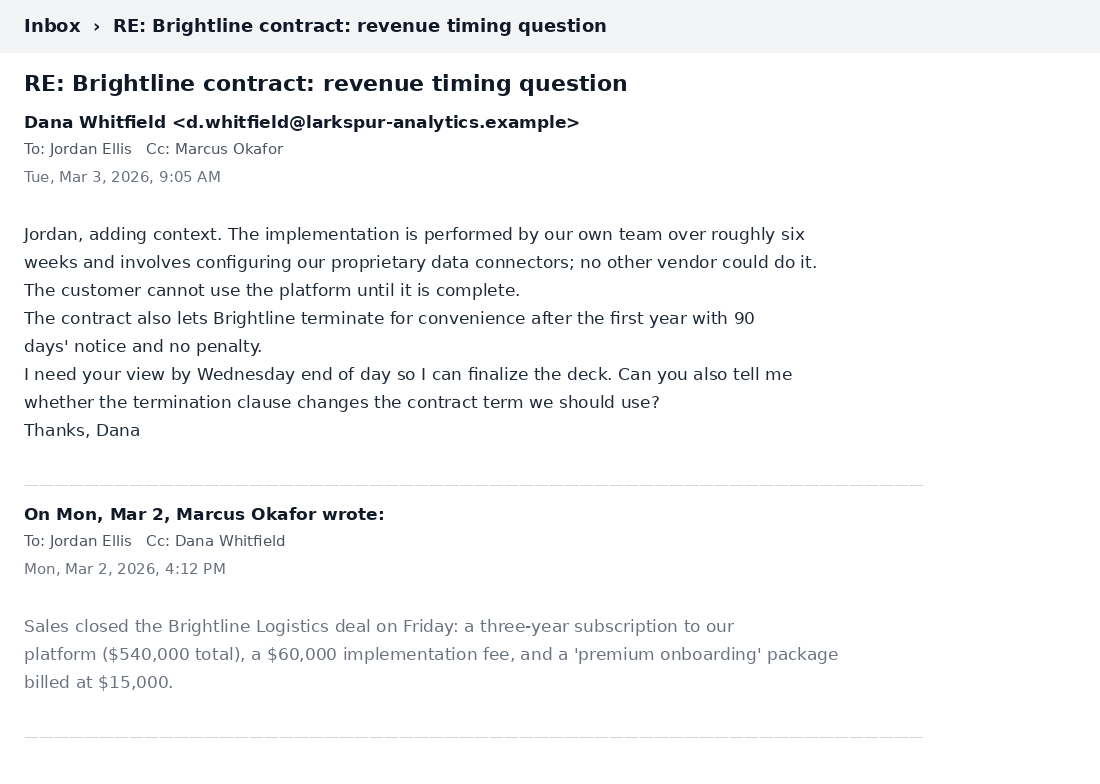 Inbox › RE: Brightline contract: revenue timing question
RE: Brightline contract: revenue timing question
Dana Whitfield <d.whitfield@larkspur-analytics.example>
To: Jordan Ellis   Cc: Marcus Okafor
Tue, Mar 3, 2026, 9:05 AM
Jordan, adding context. The implementation is performed by our own team over roughly six
weeks and involves configuring our proprietary data connectors; no other vendor could do it.
The customer cannot use the platform until it is complete.
The contract also lets Brightline terminate for convenience after the first year with 90
days' notice and no penalty.
I need your view by Wednesday end of day so I can finalize the deck. Can you also tell me
whether the termination clause changes the contract term we should use?
Thanks, Dana
On Mon, Mar 2, Marcus Okafor wrote:
To: Jordan Ellis   Cc: Dana Whitfield
Mon, Mar 2, 2026, 4:12 PM
Sales closed the Brightline Logistics deal on Friday: a three-year subscription to our
platform ($540,000 total), a $60,000 implementation fee, and a 'premium onboarding' package
billed at $15,000.